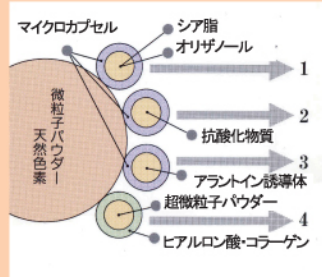 マイクロカプセル
シア脂
オリザノール
1
微粒子パウダー
天然色素
2
抗酸化物質
3
アラントイン誘導体
超微粒子パウダー
4
ヒアルロン酸・コラーゲン